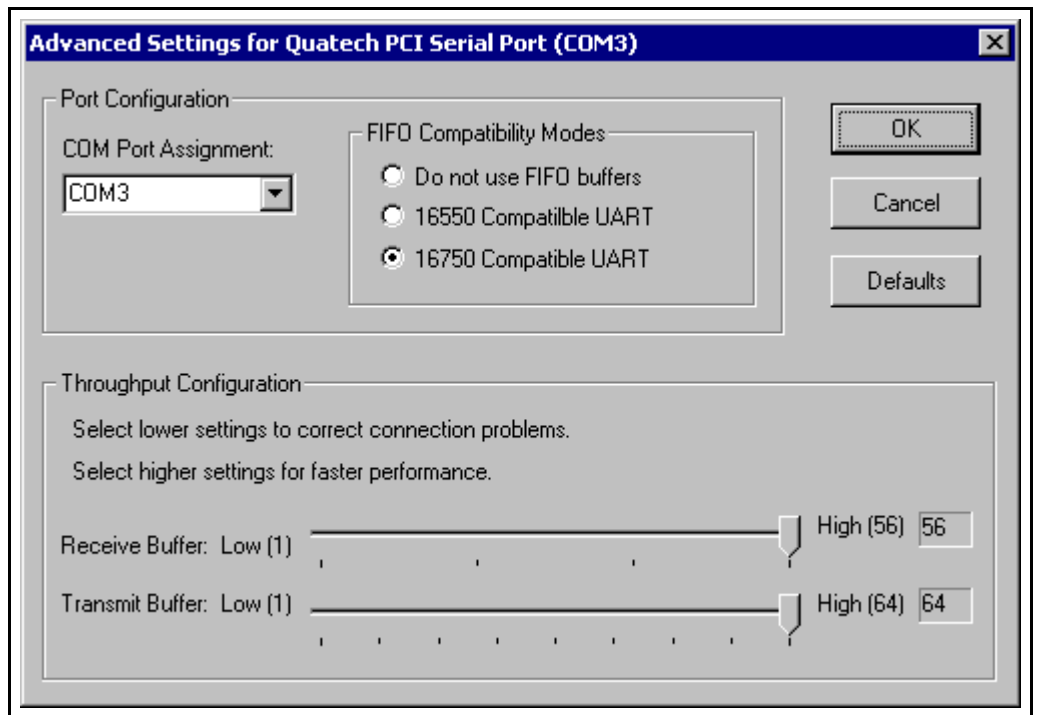 Advanced Settings for Quatech PCI Serial Port (COM3)
Port Configuration
COM Port Assignment:
COM3
FIFO Compatibility Modes
Do not use FIFO buffers
16550 Compatilble UART
16750 Compatible UART
OK
Cancel
Defaults
Throughput Configuration
Select lower settings to correct connection problems.
Select higher settings for faster performance.
Receive Buffer: Low (1) High (56) 56
Transmit Buffer: Low (1) High (64) 64